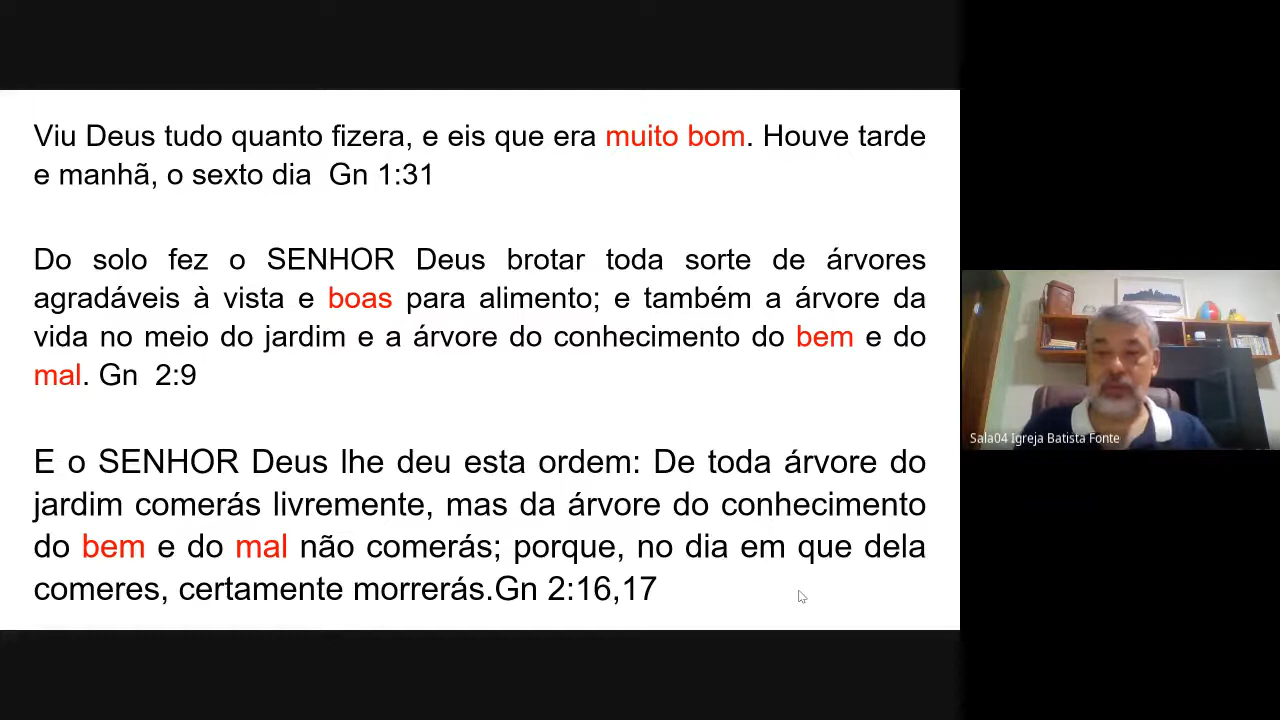 Viu Deus tudo quanto fizera, e eis que era muito bom. Houve tarde
e manhã, o sexto dia  Gn 1:31
Do solo fez o SENHOR Deus brotar toda sorte de árvores
agradáveis à vista e boas para alimento; e também a árvore da
vida no meio do jardim e a árvore do conhecimento do bem e do
mal. Gn  2:9
E o SENHOR Deus lhe deu esta ordem: De toda árvore do
jardim comerás livremente, mas da árvore do conhecimento
do bem e do mal não comerás; porque, no dia em que dela
comeres, certamente morrerás.Gn 2:16,17
Sala04 Igreja Batista Fonte